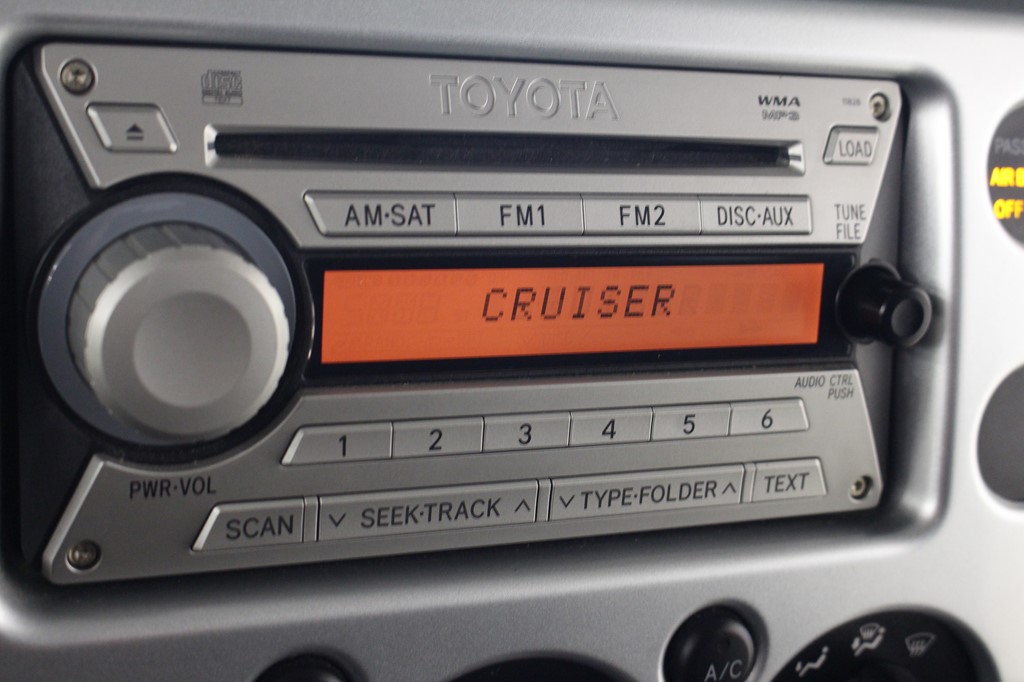 TOYOTA
WMA
MP3
LOAD
AM·SAT FM1 FM2 DISC·AUX
TUNE
FILE
PASS
AIR B
OFF
CRUISER
AUDIO CTRL
PUSH
1 2 3 4 5 6
PWR·VOL
SCAN ∨ SEEK·TRACK ∧ ∨ TYPE·FOLDER ∧ TEXT
A/C